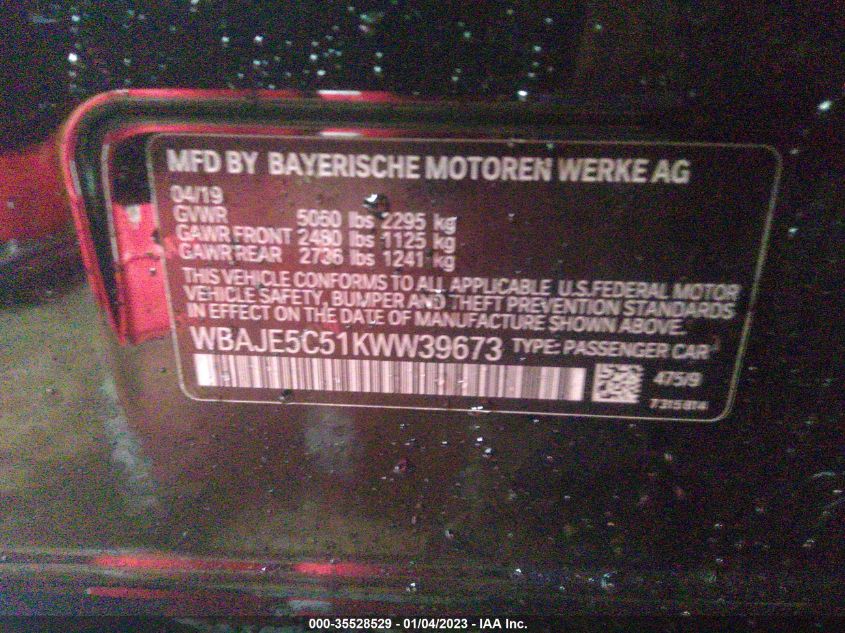 MFD BY BAYERISCHE MOTOREN WERKE AG
04/19
GVWR 5060 lbs 2295 kg
GAWR FRONT 2480 lbs 1125 kg
GAWR REAR 2736 lbs 1241 kg
THIS VEHICLE CONFORMS TO ALL APPLICABLE U.S.FEDERAL MOTOR
VEHICLE SAFETY, BUMPER AND THEFT PREVENTION STANDARDS
IN EFFECT ON THE DATE OF MANUFACTURE SHOWN ABOVE.
WBAJE5C51KWW39673 TYPE: PASSENGER CAR
475/9
7315814
000-35528529 - 01/04/2023 - IAA Inc.